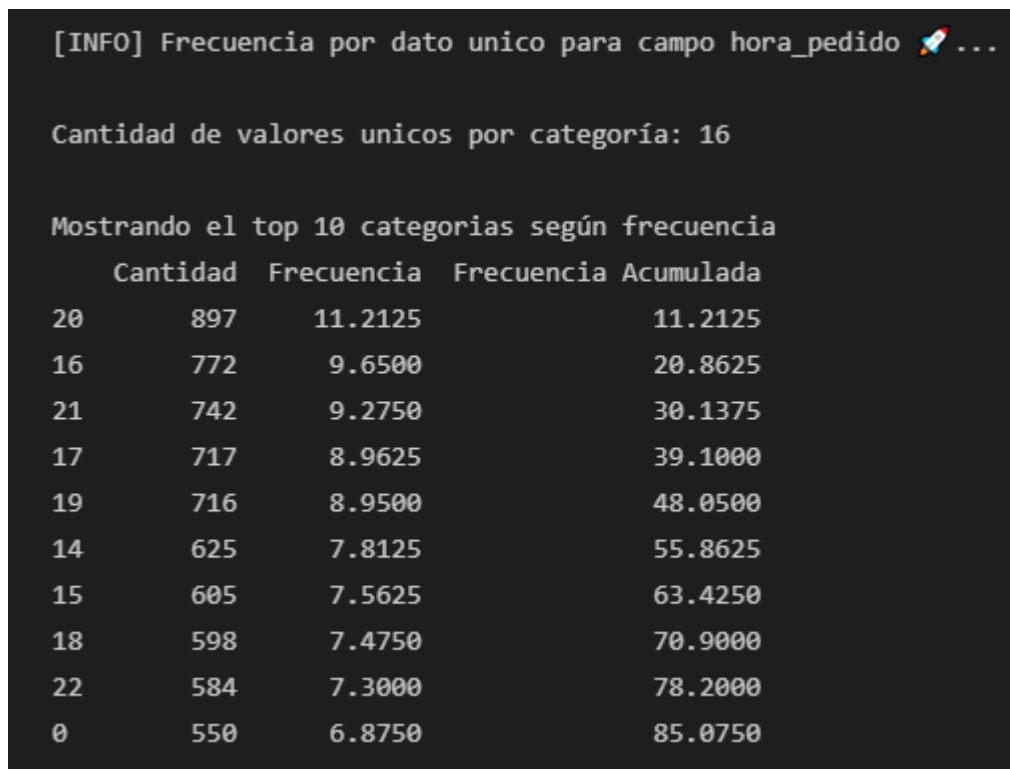 [INFO] Frecuencia por dato unico para campo hora_pedido 🚀...
Cantidad de valores unicos por categoría: 16
Mostrando el top 10 categorias según frecuencia
Cantidad Frecuencia Frecuencia Acumulada
20 897 11.2125 11.2125
16 772 9.6500 20.8625
21 742 9.2750 30.1375
17 717 8.9625 39.1000
19 716 8.9500 48.0500
14 625 7.8125 55.8625
15 605 7.5625 63.4250
18 598 7.4750 70.9000
22 584 7.3000 78.2000
0 550 6.8750 85.0750